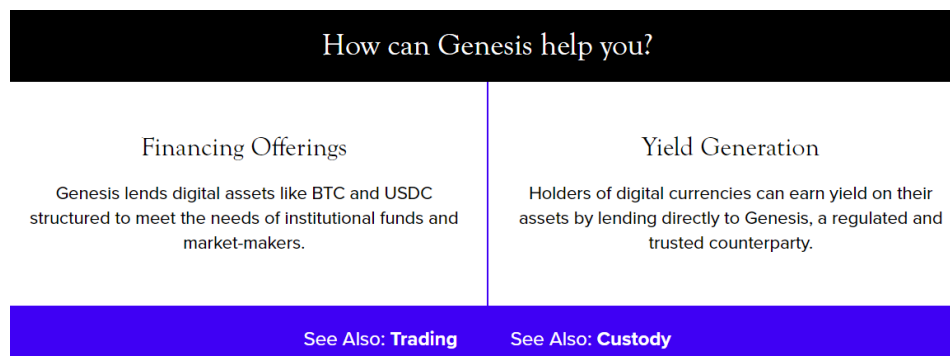 How can Genesis help you?
Financing Offerings
Genesis lends digital assets like BTC and USDC
structured to meet the needs of institutional funds and
market-makers.
Yield Generation
Holders of digital currencies can earn yield on their
assets by lending directly to Genesis, a regulated and
trusted counterparty.
See Also: Trading
See Also: Custody